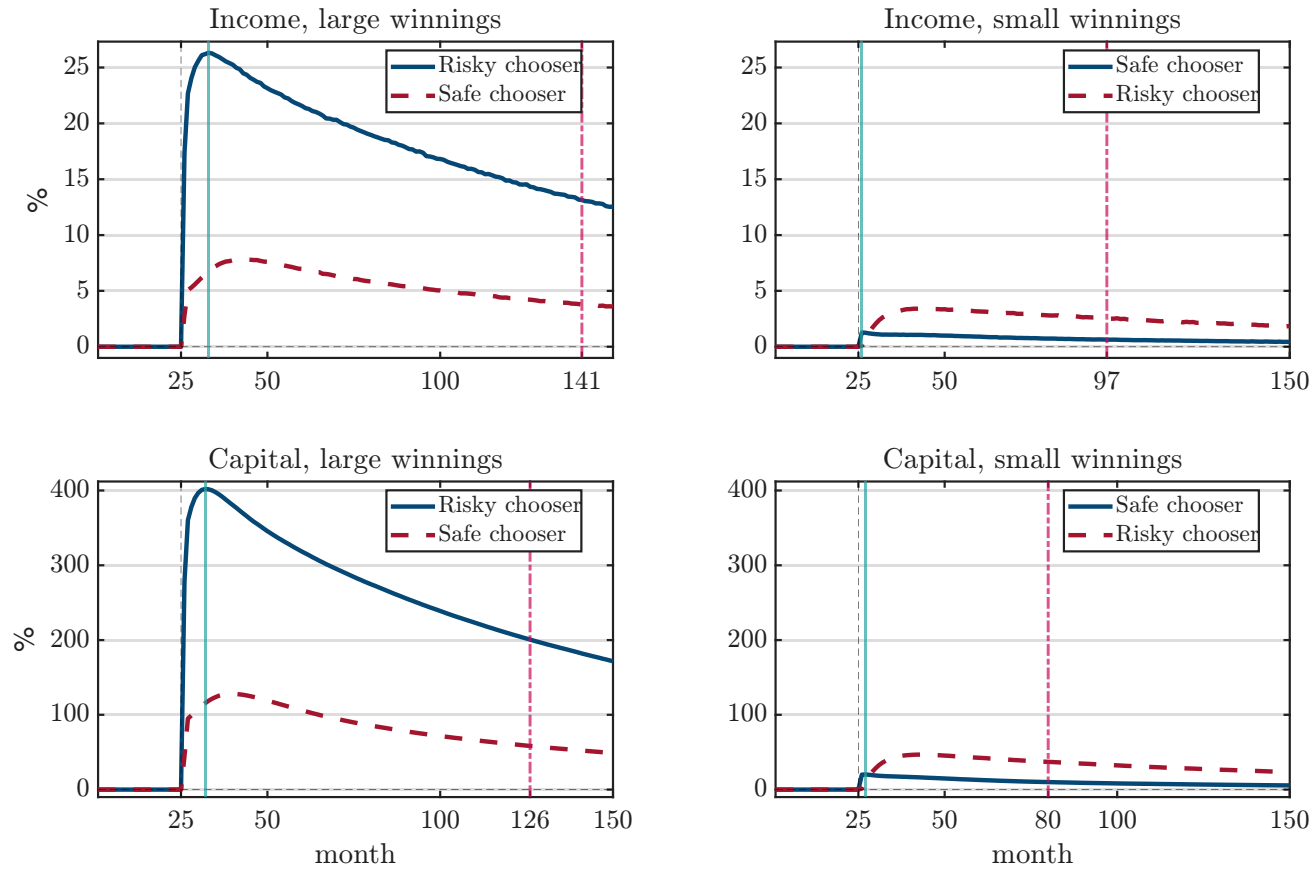 Income, large winnings
%
25
20
15
10
5
0
Risky chooser
Safe chooser
25 50 100 141
Income, small winnings
25
20
15
10
5
0
Safe chooser
Risky chooser
25 50 97 150
Capital, large winnings
%
400
300
200
100
0
Risky chooser
Safe chooser
25 50 100 126 150
month
Capital, small winnings
400
300
200
100
0
Safe chooser
Risky chooser
25 50 80 100 150
month